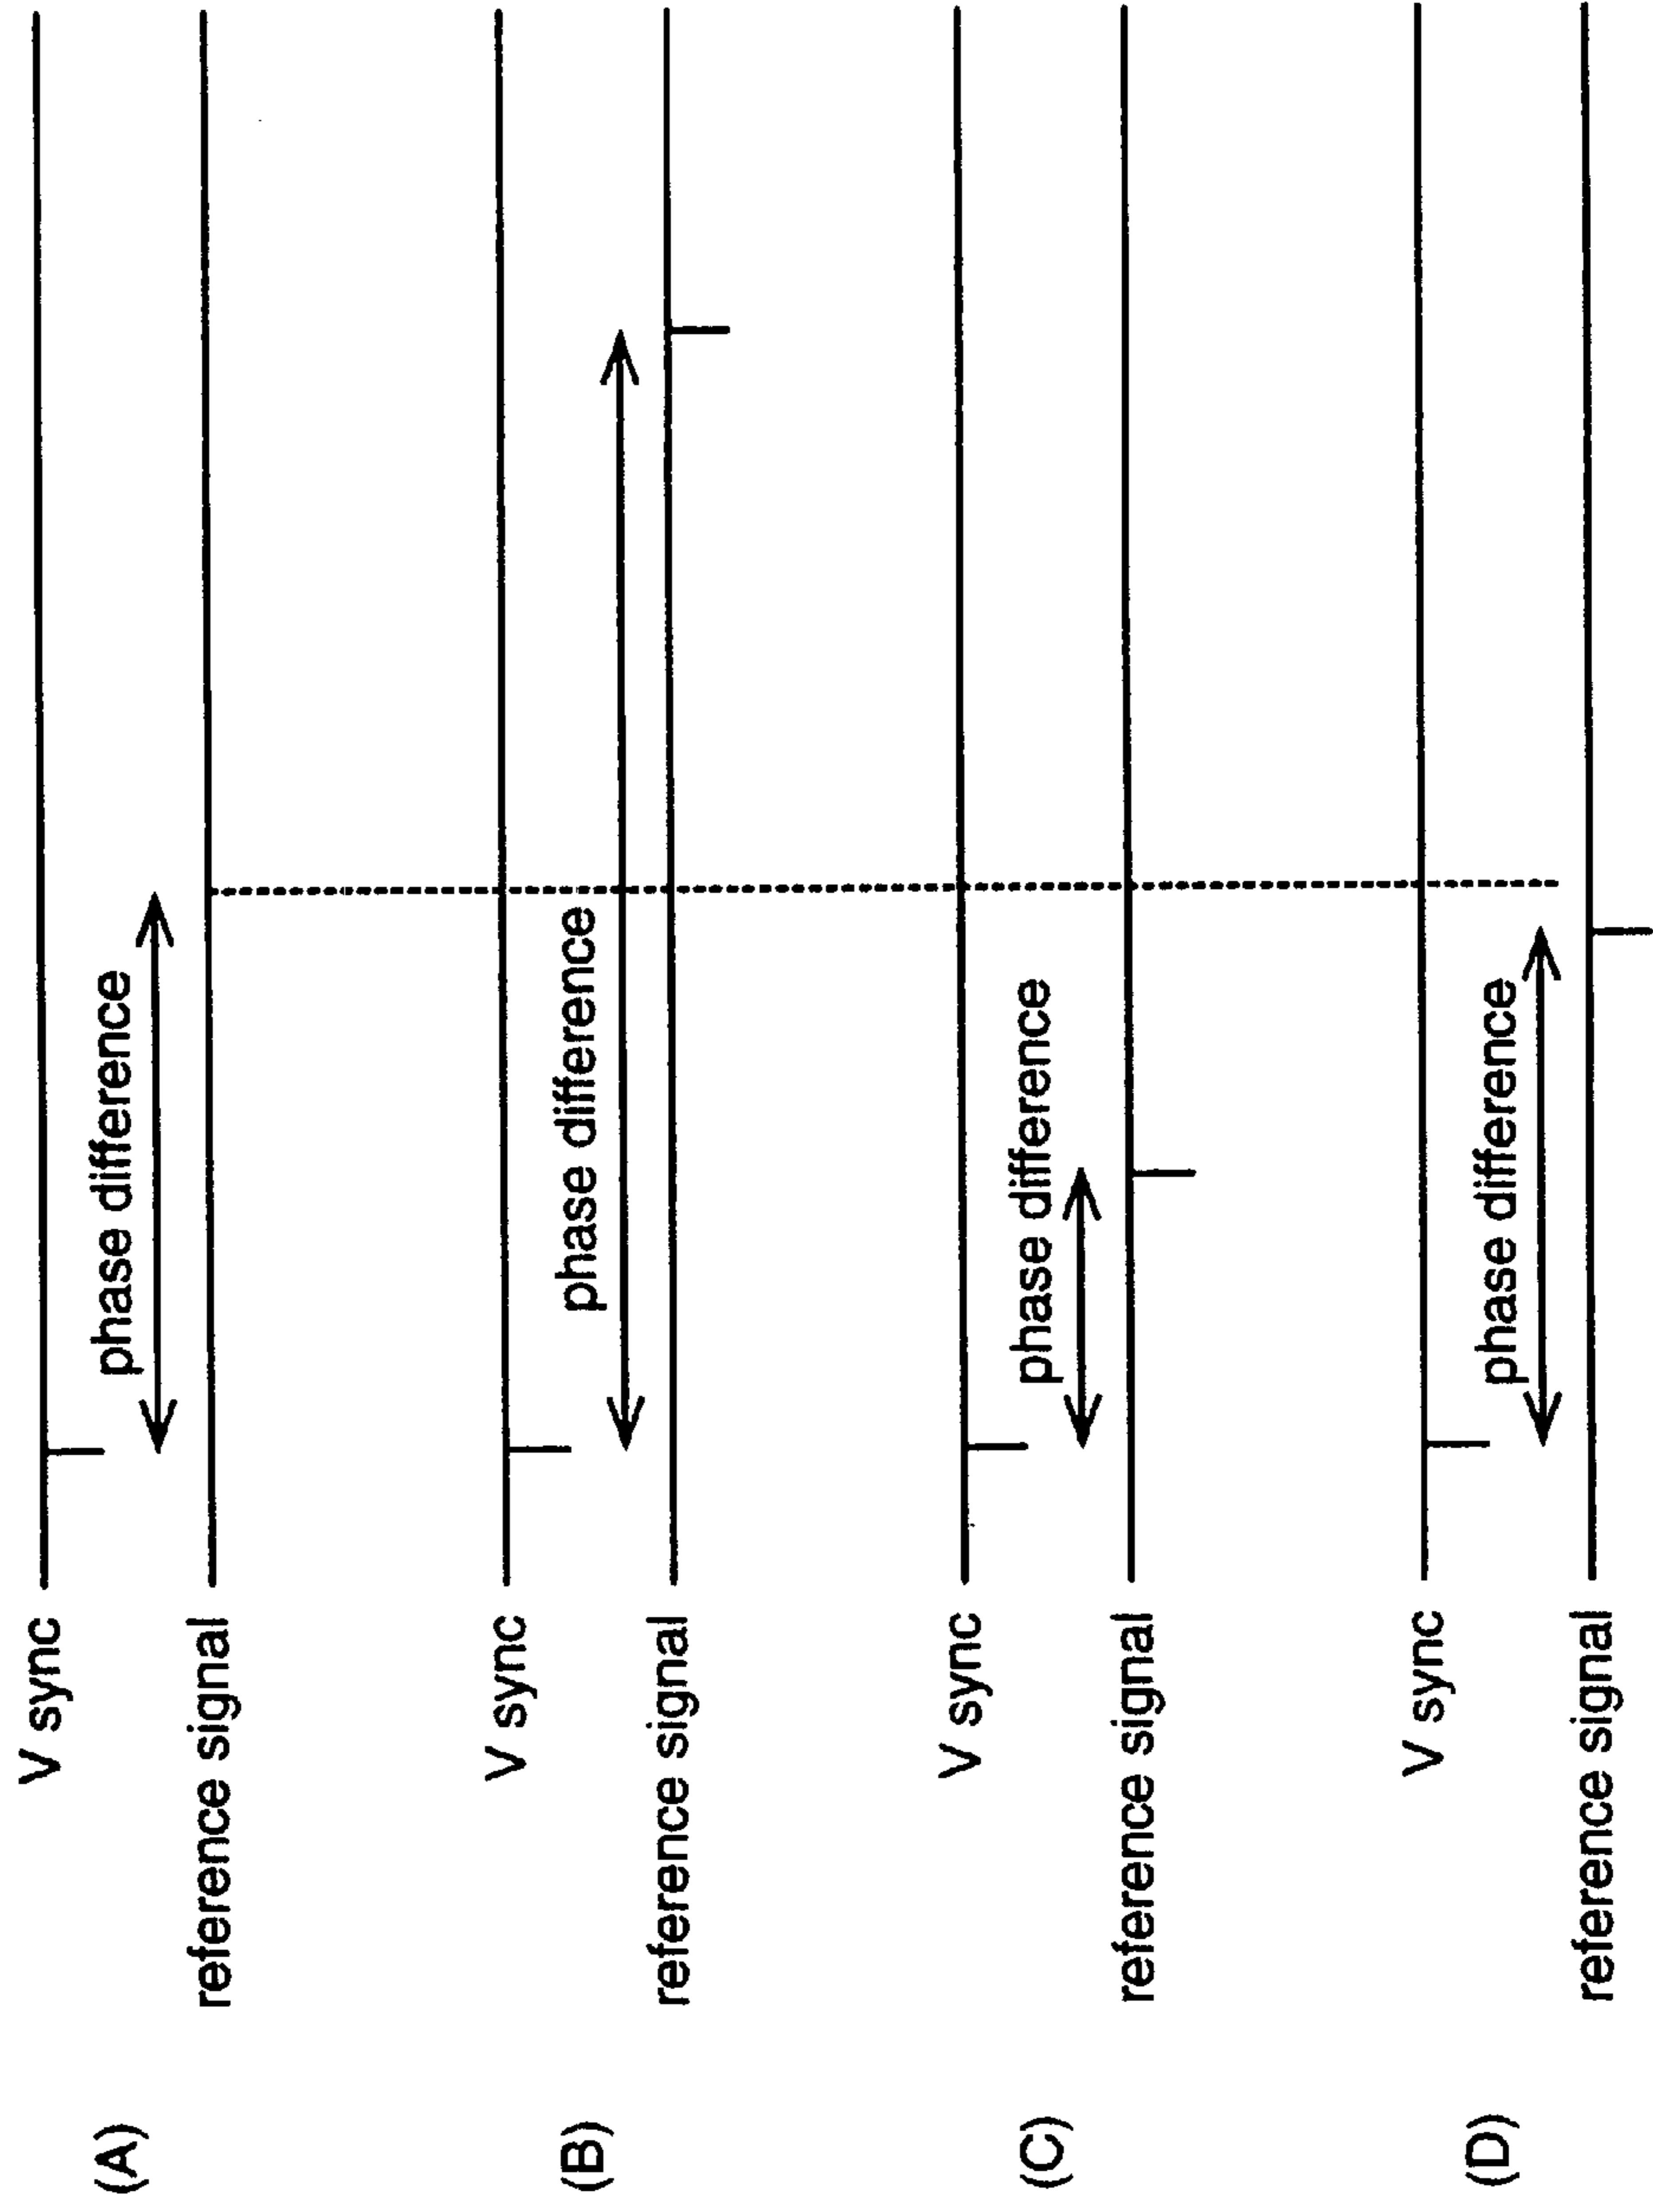 (A)
V sync
phase difference
reference signal
(B)
V sync
phase difference
reference signal
(C)
V sync
phase difference
reference signal
(D)
V sync
phase difference
reference signal